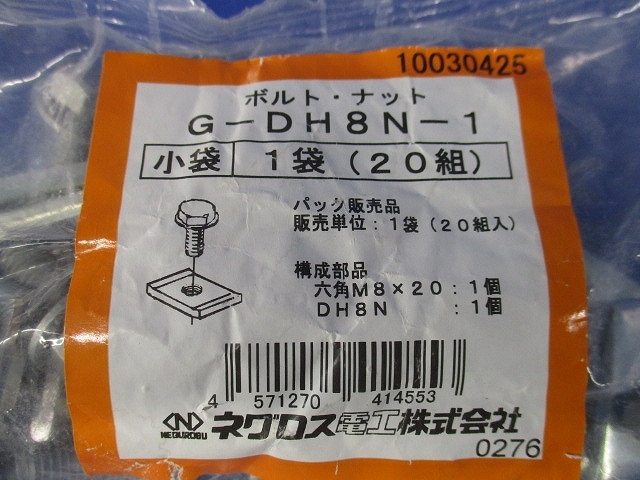 10030425
ボルト・ナット
G-DH8N-1
小袋 1袋(20組)
パック販売品
販売単位:1袋(20組入)
構成部品
六角M8×20:1個
DH8N :1個
4 571270 414553
NEGUROSU ネグロス電工株式会社
0276